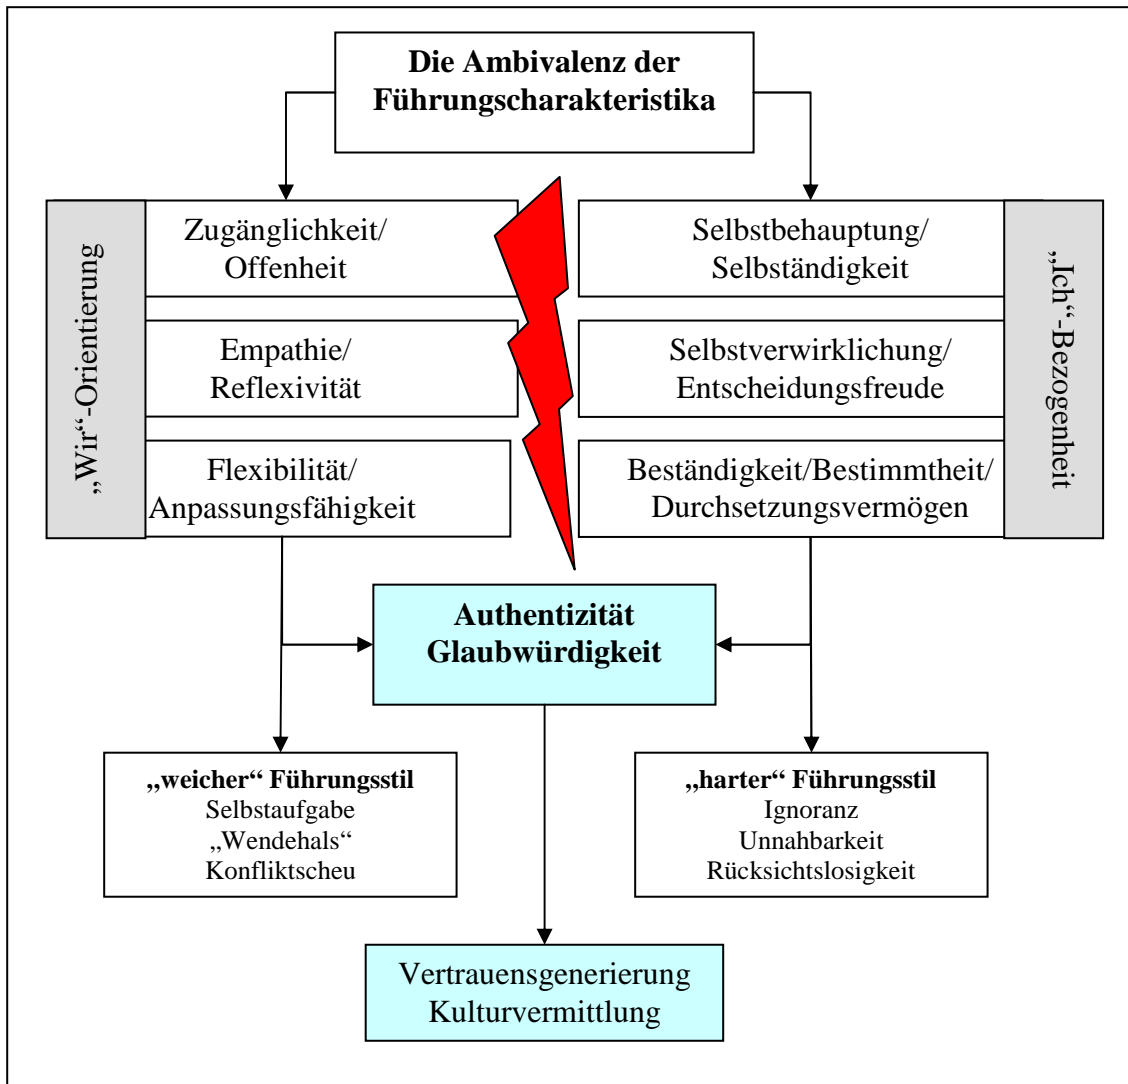 Die Ambivalenz der
Führungscharakteristika
„Wir“-Orientierung
Zugänglichkeit/
Offenheit
Empathie/
Reflexivität
Flexibilität/
Anpassungsfähigkeit
Selbstbehauptung/
Selbständigkeit
Selbstverwirklichung/
Entscheidungsfreude
Beständigkeit/Bestimmtheit/
Durchsetzungsvermögen
„Ich“-Bezogenheit
Authentizität
Glaubwürdigkeit
„weicher“ Führungsstil
Selbstaufgabe
„Wendehals“
Konfliktscheu
„harter“ Führungsstil
Ignoranz
Unnahbarkeit
Rücksichtslosigkeit
Vertrauensgenerierung
Kulturvermittlung